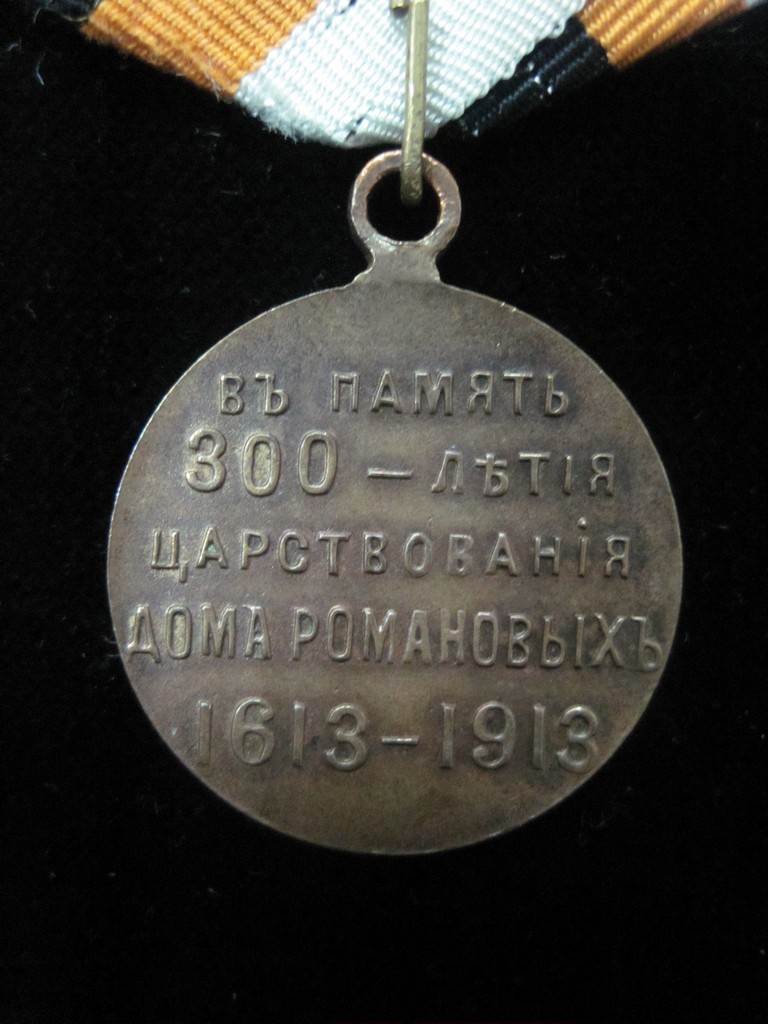 ВЪ ПАМЯТЬ
300 — ЛѢТІЯ
ЦАРСТВОВАНІЯ
ДОМА РОМАНОВЫХЪ
1613 – 1913